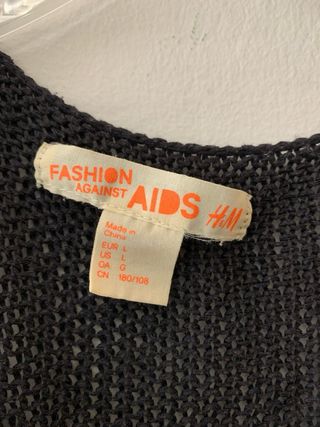 FASHION
AGAINST AIDS H&M
Made in
China
EUR L
US L
CA G
CN 180/108